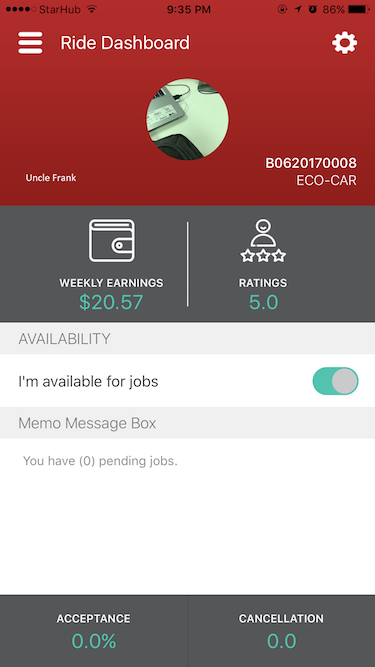 StarHub 9:35 PM 86%
Ride Dashboard
B0620170008
Uncle Frank ECO-CAR
WEEKLY EARNINGS RATINGS
$20.57 5.0
AVAILABILITY
I'm available for jobs
Memo Message Box
You have (0) pending jobs.
ACCEPTANCE CANCELLATION
0.0% 0.0